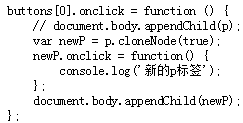 buttons[0].onclick = function () {
    // document.body.appendChild(p);
    var newP = p.cloneNode(true);
    newP.onclick = function() {
        console.log('新的p标签');
    };
    document.body.appendChild(newP);
};